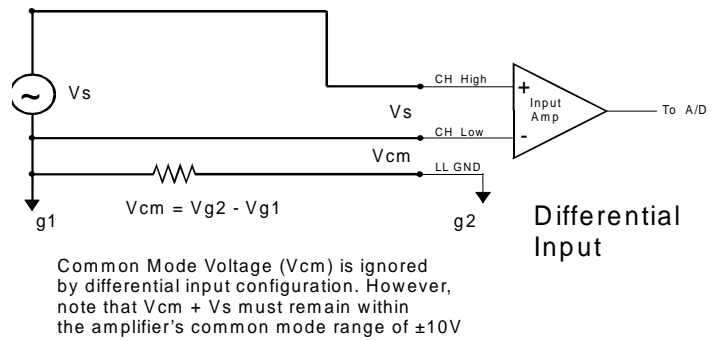 CH High
~
Vs
+
Input
Amp
To A/D
Vs
CH Low
-
Vcm
LL GND
Vcm = Vg2 - Vg1
g1
g2
Differential
Input
Common Mode Voltage (Vcm) is ignored
by differential input configuration. However,
note that Vcm + Vs must remain within
the amplifier's common mode range of ±10V